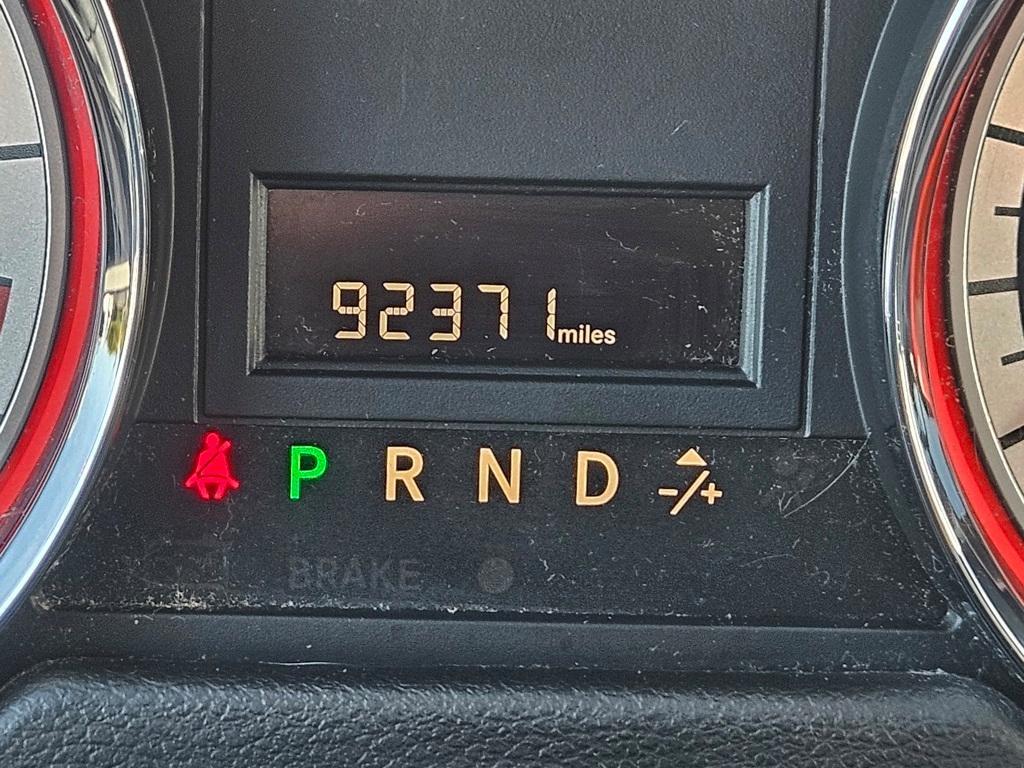 92371 miles
P R N D -/+
BRAKE